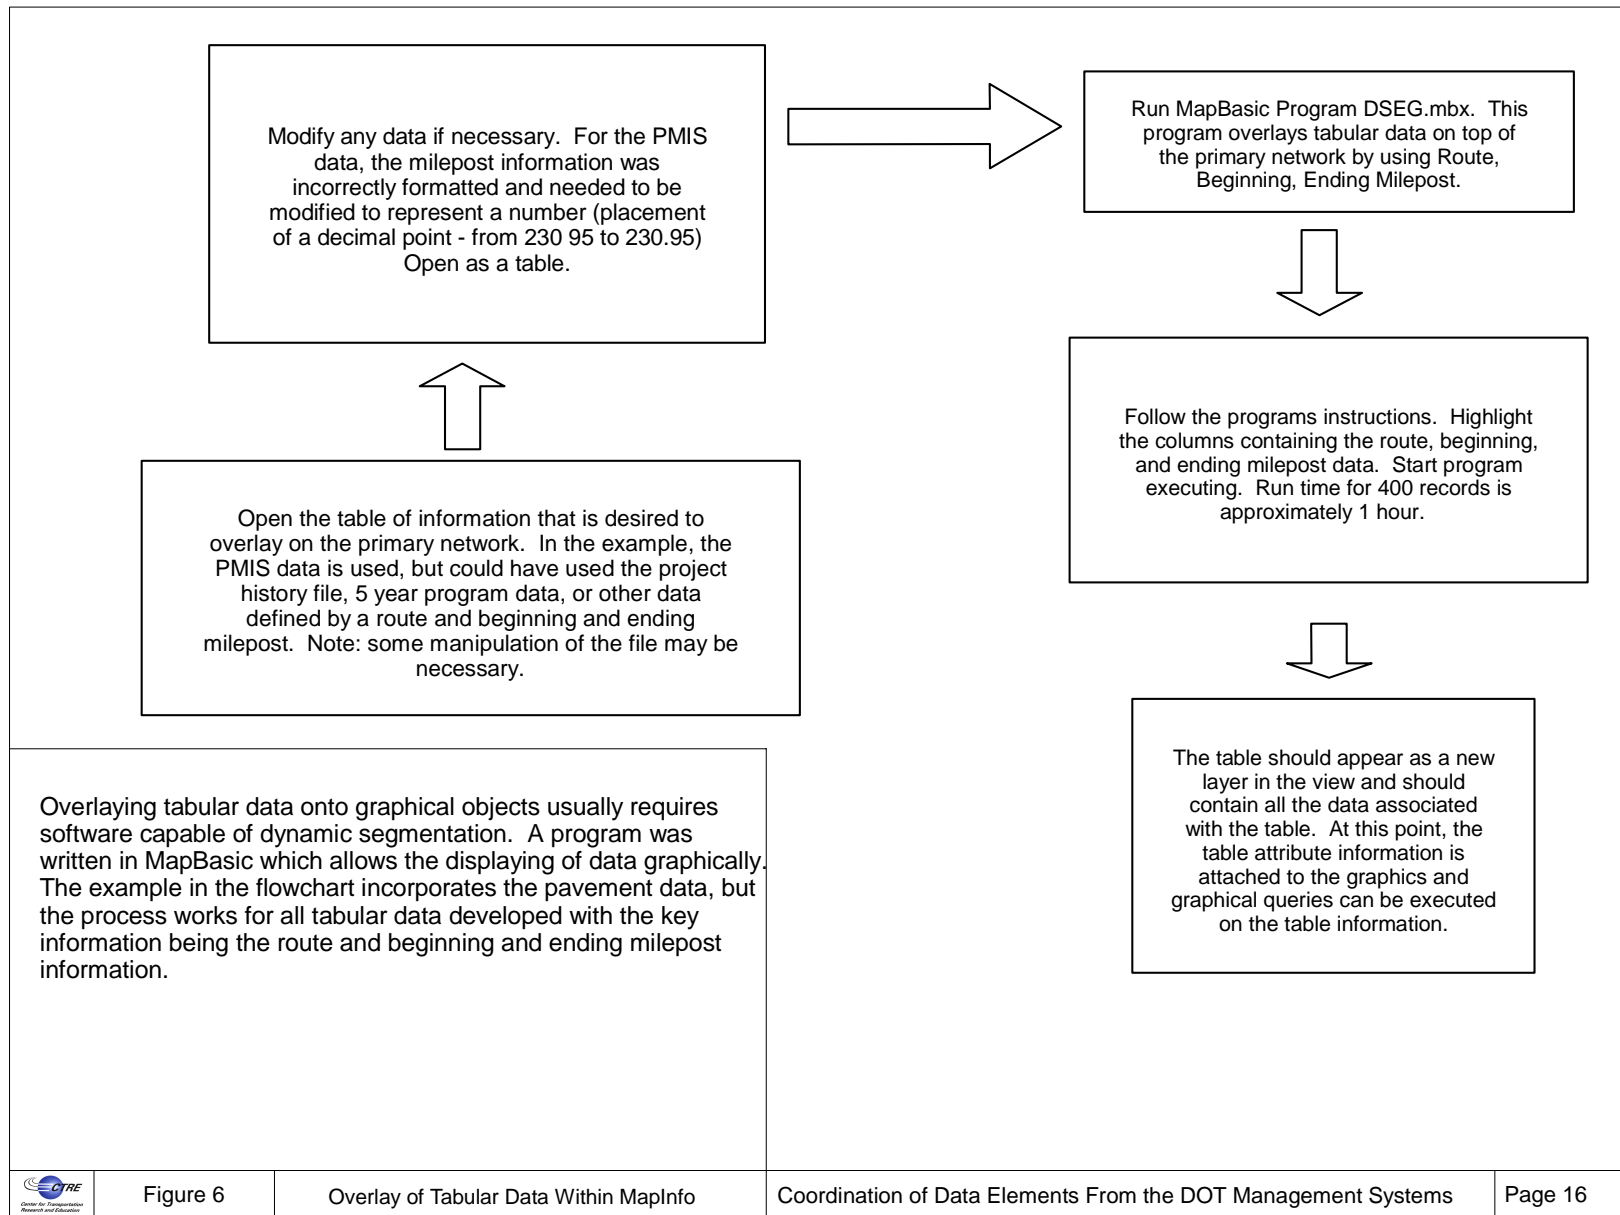 Modify any data if necessary.  For the PMIS
data, the milepost information was
incorrectly formatted and needed to be
modified to represent a number (placement
of a decimal point - from 230 95 to 230.95)
Open as a table.
Run MapBasic Program DSEG.mbx.  This
program overlays tabular data on top of
the primary network by using Route,
Beginning, Ending Milepost.
Follow the programs instructions.  Highlight
the columns containing the route, beginning,
and ending milepost data.  Start program
executing.  Run time for 400 records is
approximately 1 hour.
Open the table of information that is desired to
overlay on the primary network.  In the example, the
PMIS data is used, but could have used the project
history file, 5 year program data, or other data
defined by a route and beginning and ending
milepost.  Note: some manipulation of the file may be
necessary.
The table should appear as a new
layer in the view and should
contain all the data associated
with the table.  At this point, the
table attribute information is
attached to the graphics and
graphical queries can be executed
on the table information.
Overlaying tabular data onto graphical objects usually requires
software capable of dynamic segmentation.  A program was
written in MapBasic which allows the displaying of data graphically.
The example in the flowchart incorporates the pavement data, but
the process works for all tabular data developed with the key
information being the route and beginning and ending milepost
information.
CTRE
Center for Transportation
Research and Education
Figure 6
Overlay of Tabular Data Within MapInfo
Coordination of Data Elements From the DOT Management Systems
Page 16